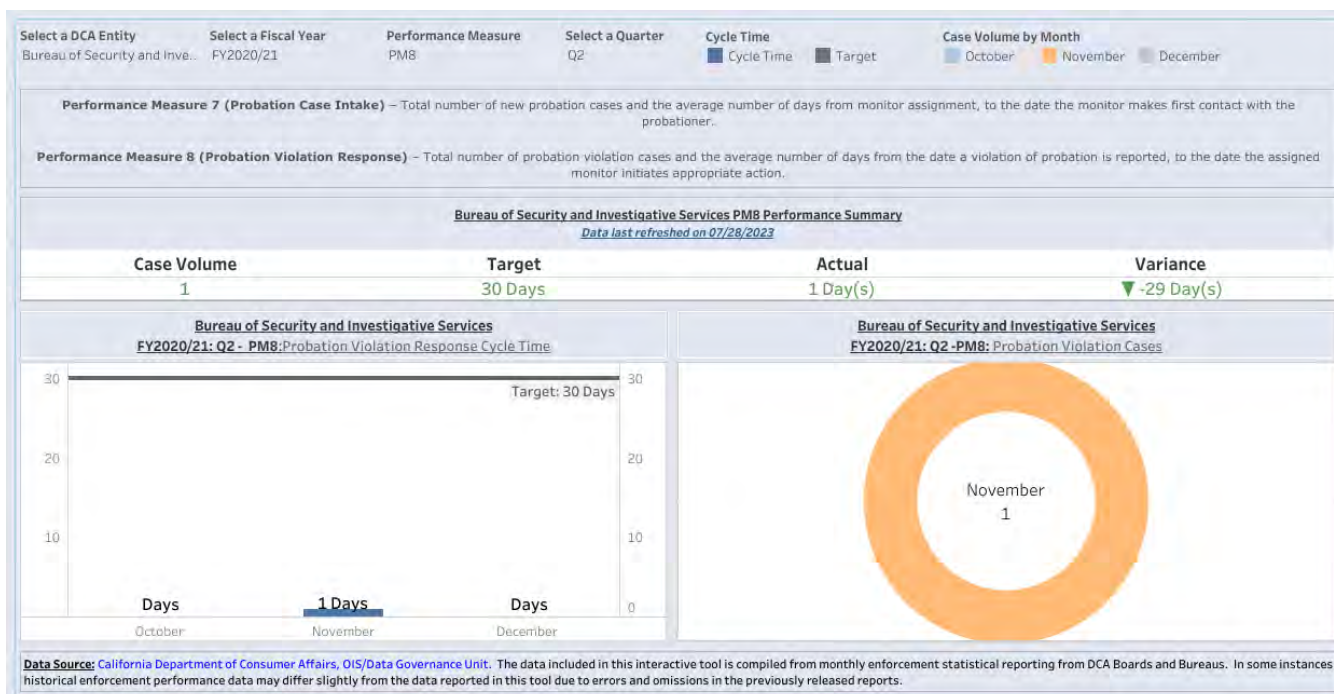 Select a DCA Entity Select a Fiscal Year Performance Measure Select a Quarter Cycle Time Case Volume by Month
Bureau of Security and Inve.. FY2020/21 PM8 Q2 Cycle Time Target October November December
Performance Measure 7 (Probation Case Intake) – Total number of new probation cases and the average number of days from monitor assignment, to the date the monitor makes first contact with the
probationer..
Performance Measure 8 (Probation Violation Response) – Total number of probation violation cases and the average number of days from the date a violation of probation is reported, to the date the assigned
monitor initiates appropriate action.
Bureau of Security and Investigative Services PM8 Performance Summary
Data last refreshed on 07/28/2023
Case Volume Target Actual Variance
1 30 Days 1 Day(s) ▼ -29 Day(s)
Bureau of Security and Investigative Services
FY2020/21: Q2 - PM8:Probation Violation Response Cycle Time
30 30
Target: 30 Days
20 20
10 10
Days 1 Days Days 0
October November December
Bureau of Security and Investigative Services
FY2020/21: Q2 -PM8: Probation Violation Cases
November
1
Data Source: California Department of Consumer Affairs, OIS/Data Governance Unit. The data included in this interactive tool is compiled from monthly enforcement statistical reporting from DCA Boards and Bureaus. In some instances
historical enforcement performance data may differ slightly from the data reported in this tool due to errors and omissions in the previously released reports.